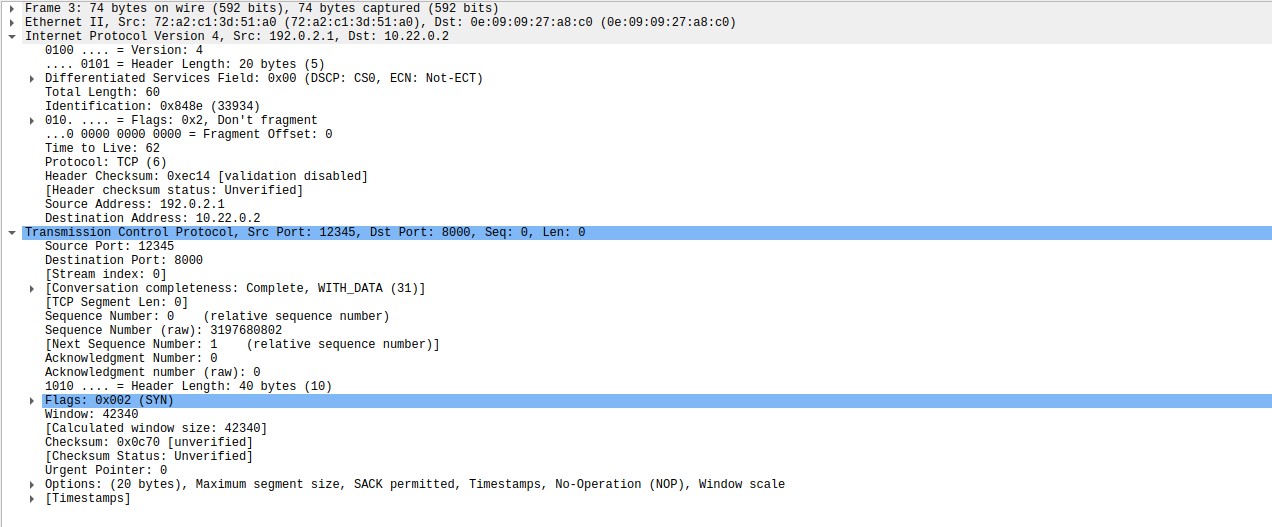 Frame 3: 74 bytes on wire (592 bits), 74 bytes captured (592 bits)
Ethernet II, Src: 72:a2:c1:3d:51:a0 (72:a2:c1:3d:51:a0), Dst: 0e:09:09:27:a8:c0 (0e:09:09:27:a8:c0)
Internet Protocol Version 4, Src: 192.0.2.1, Dst: 10.22.0.2
0100 .... = Version: 4
.... 0101 = Header Length: 20 bytes (5)
Differentiated Services Field: 0x00 (DSCP: CS0, ECN: Not-ECT)
Total Length: 60
Identification: 0x848e (33934)
010. .... = Flags: 0x2, Don't fragment
...0 0000 0000 0000 = Fragment Offset: 0
Time to Live: 62
Protocol: TCP (6)
Header Checksum: 0xec14 [validation disabled]
[Header checksum status: Unverified]
Source Address: 192.0.2.1
Destination Address: 10.22.0.2
Transmission Control Protocol, Src Port: 12345, Dst Port: 8000, Seq: 0, Len: 0
Source Port: 12345
Destination Port: 8000
[Stream index: 0]
[Conversation completeness: Complete, WITH_DATA (31)]
[TCP Segment Len: 0]
Sequence Number: 0    (relative sequence number)
Sequence Number (raw): 3197680802
[Next Sequence Number: 1    (relative sequence number)]
Acknowledgment Number: 0
Acknowledgment number (raw): 0
1010 .... = Header Length: 40 bytes (10)
Flags: 0x002 (SYN)
Window: 42340
[Calculated window size: 42340]
Checksum: 0x0c70 [unverified]
[Checksum Status: Unverified]
Urgent Pointer: 0
Options: (20 bytes), Maximum segment size, SACK permitted, Timestamps, No-Operation (NOP), Window scale
[Timestamps]